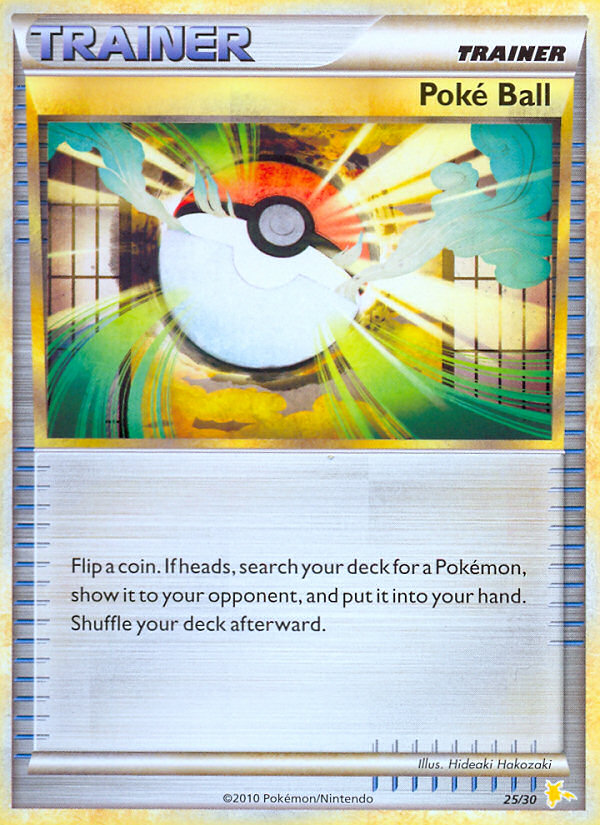 TRAINER
TRAINER
Poké Ball
Flip a coin. If heads, search your deck for a Pokémon,
show it to your opponent, and put it into your hand.
Shuffle your deck afterward.
Illus. Hideaki Hakozaki
©2010 Pokémon/Nintendo
25/30